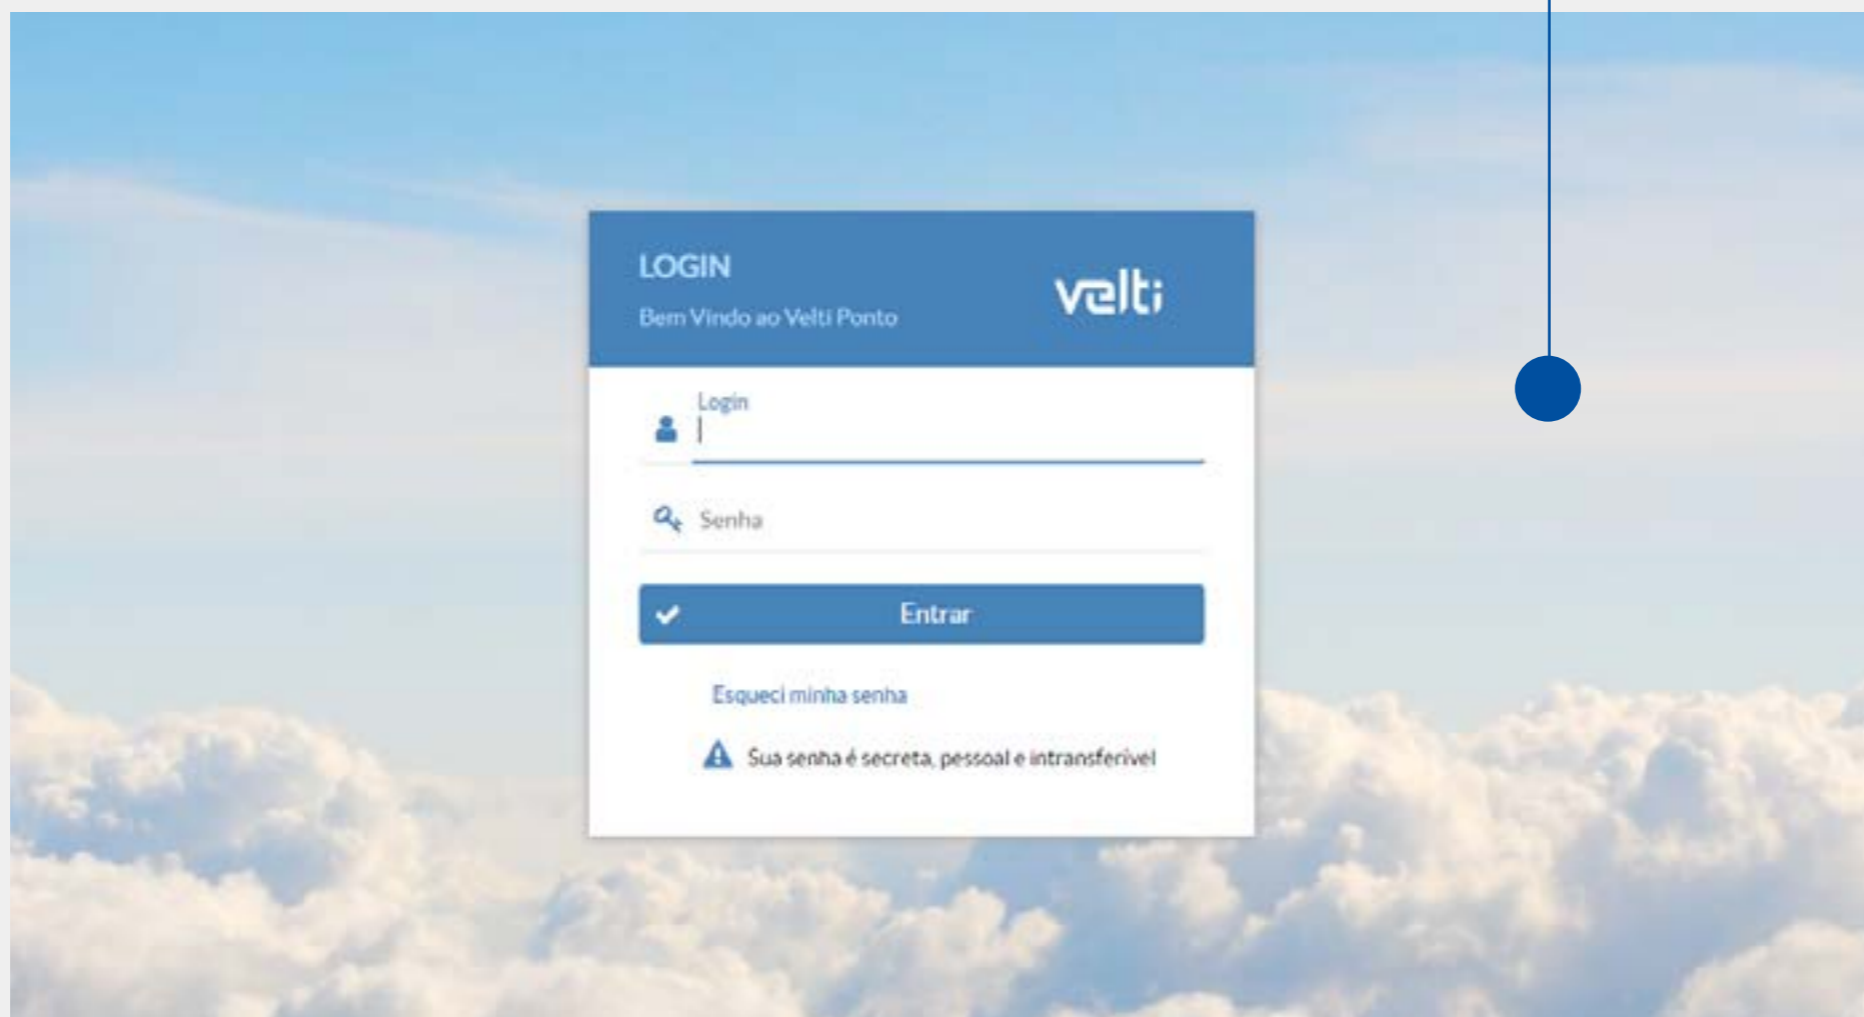 LOGIN
velti
Bem Vindo ao Velti Ponto
Login
Senha
Entrar
Esqueci minha senha
Sua senha é secreta, pessoal e intransferível